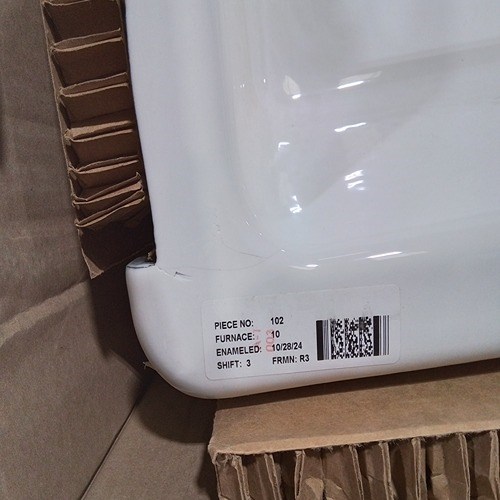 PIECE NO: 102
FURNACE: 10
ENAMELED: 10/28/24
SHIFT: 3 FRMN: R3